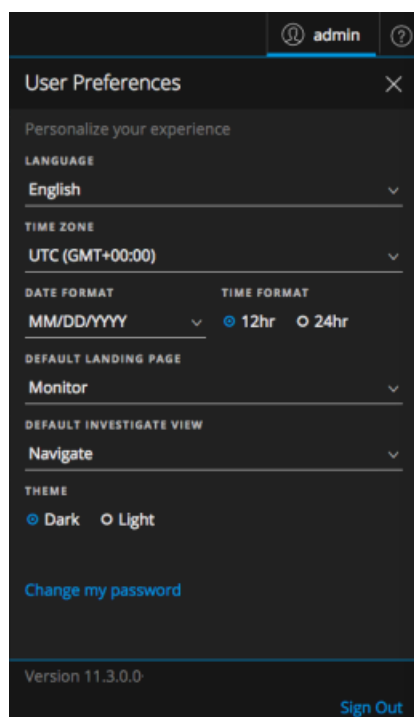 admin
User Preferences
Personalize your experience
LANGUAGE
English
TIME ZONE
UTC (GMT+00:00)
DATE FORMAT TIME FORMAT
MM/DD/YYYY 12hr 24hr
DEFAULT LANDING PAGE
Monitor
DEFAULT INVESTIGATE VIEW
Navigate
THEME
Dark Light
Change my password
Version 11.3.0.0
Sign Out